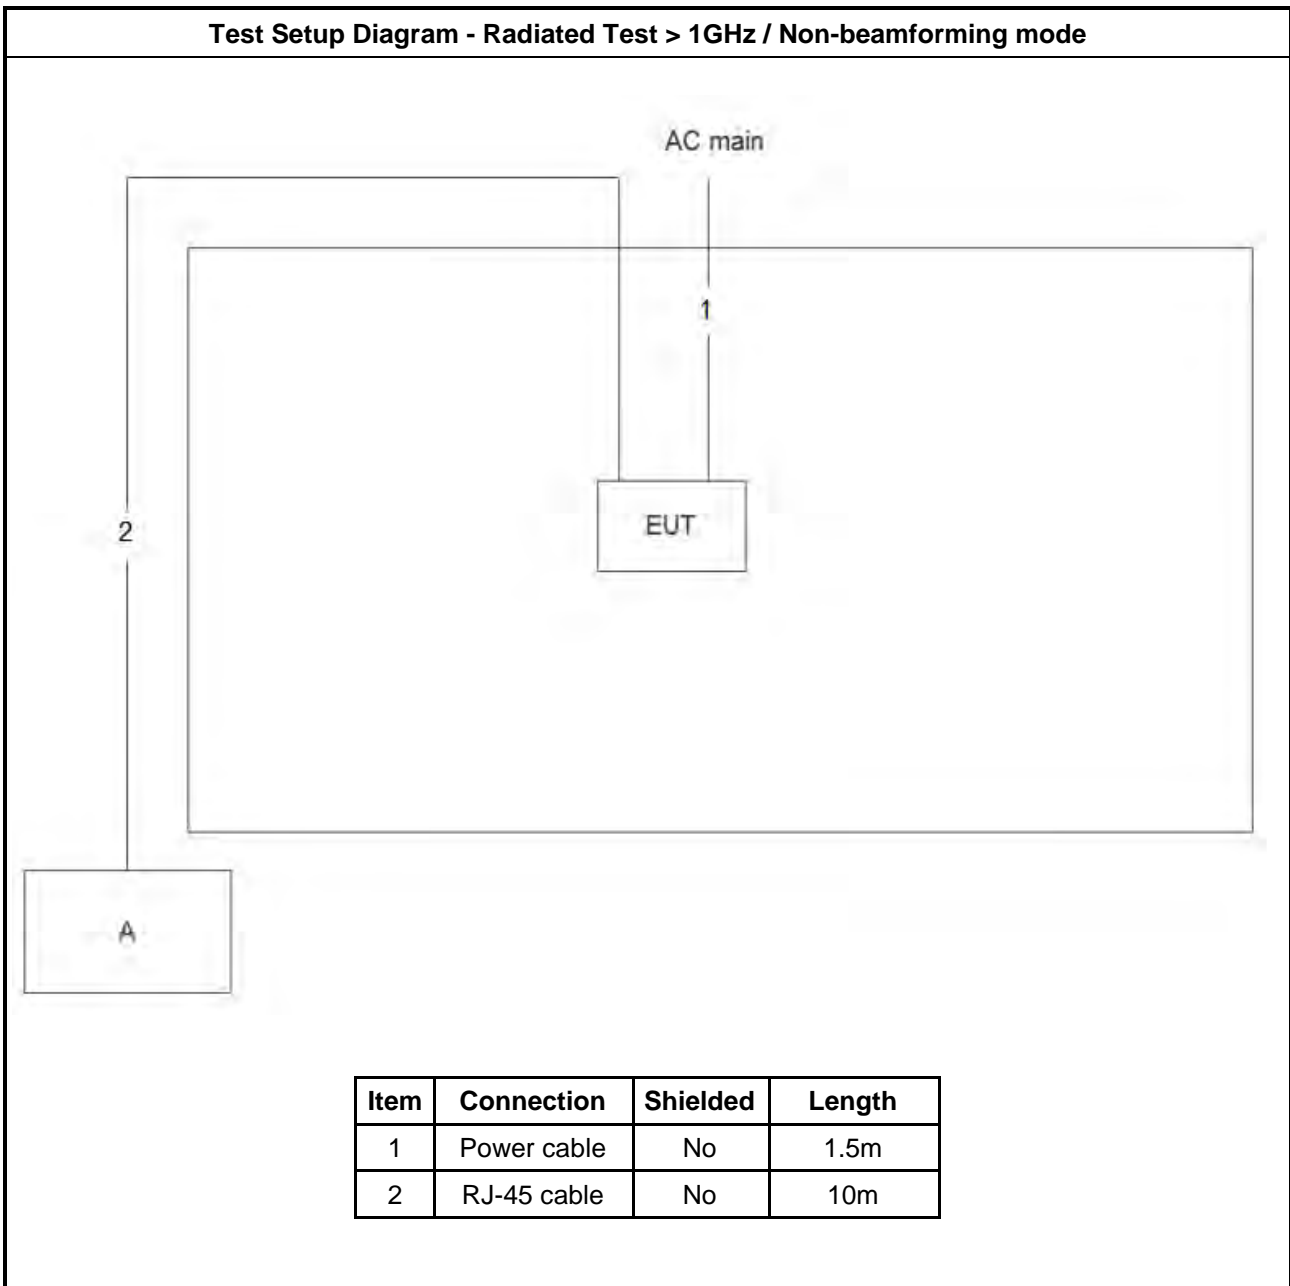 Test Setup Diagram - Radiated Test > 1GHz / Non-beamforming mode
AC main
1
2
EUT
A
Item Connection Shielded Length
1 Power cable No 1.5m
2 RJ-45 cable No 10m